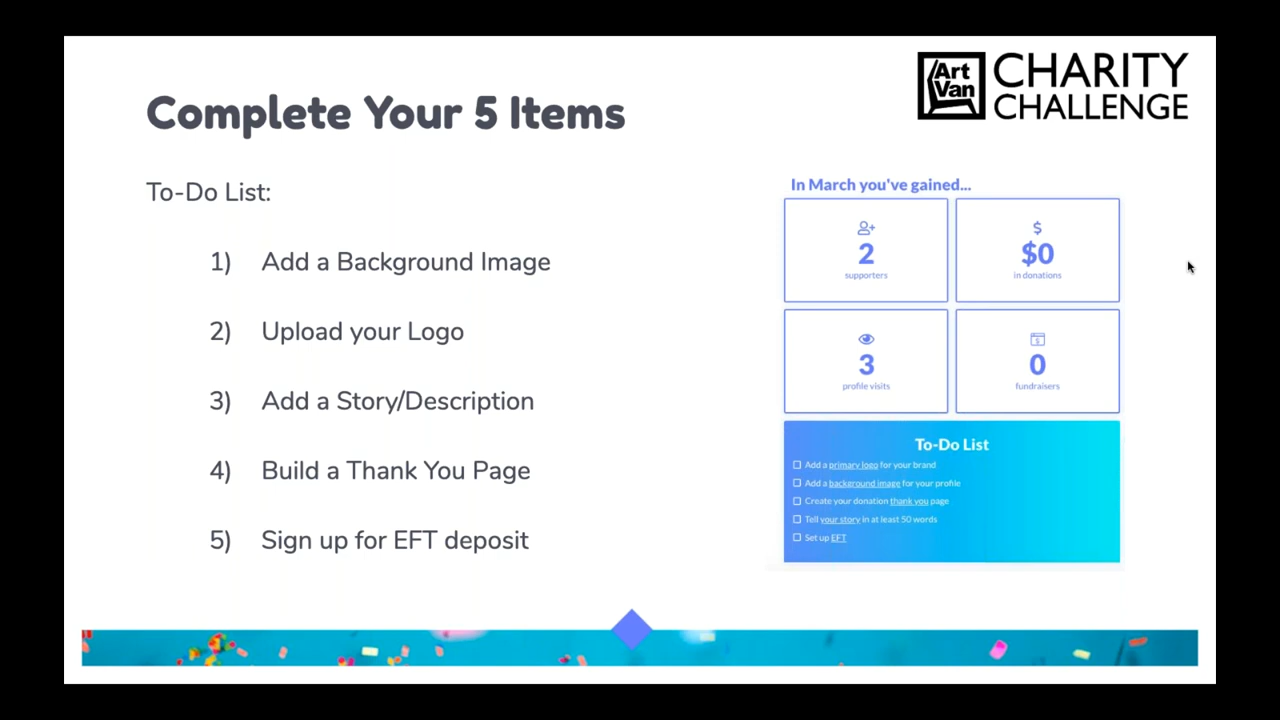 Art
Van
CHARITY
CHALLENGE
Complete Your 5 Items
To-Do List:
1) Add a Background Image
2) Upload your Logo
3) Add a Story/Description
4) Build a Thank You Page
5) Sign up for EFT deposit
In March you've gained...
2
supporters
$0
in donations
3
profile visits
0
fundraisers
To-Do List
Add a primary logo for your brand
Add a background image for your profile
Create your donation thank you page
Tell your story in at least 50 words
Set up EFT